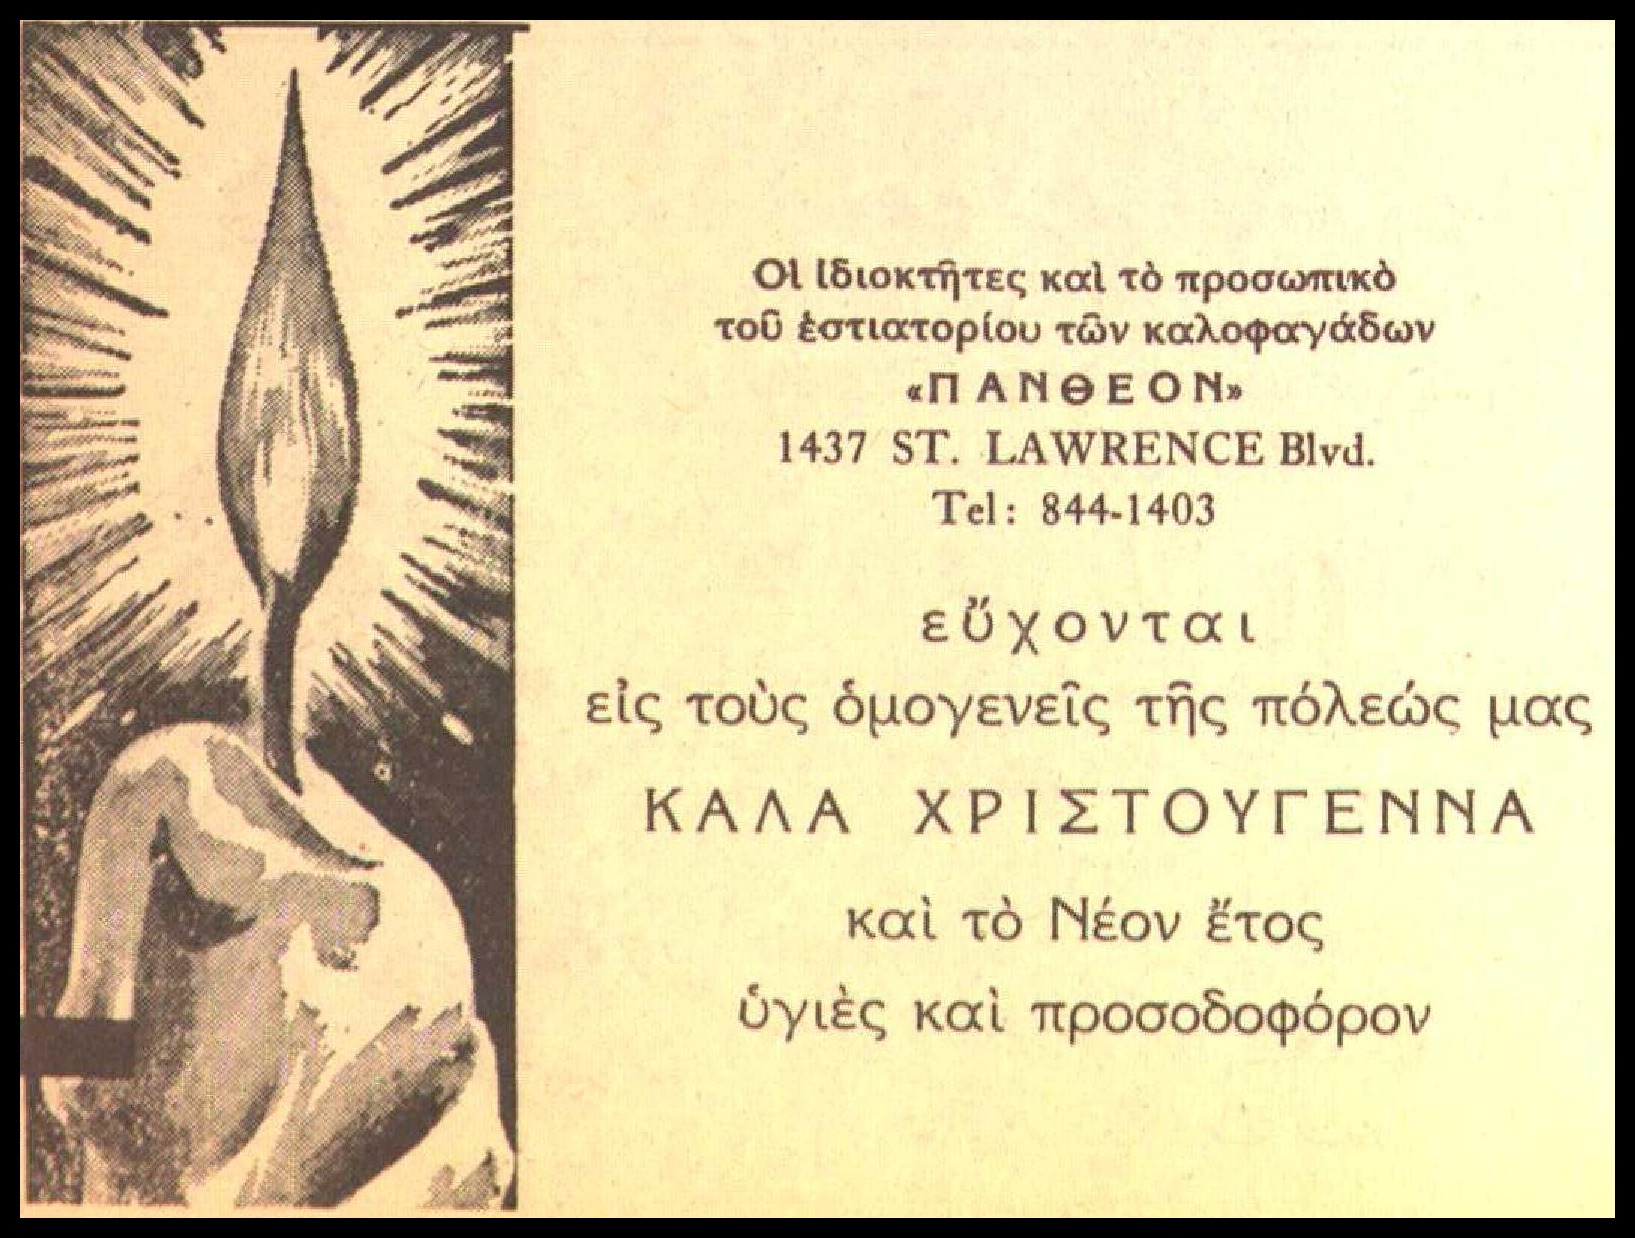 Οἱ ἰδιοκτῆτες καὶ τὸ προσωπικὸ
τοῦ ἑστιατορίου τῶν καλοφαγάδων
«ΠΑΝΘΕΟΝ»
1437 ST. LAWRENCE Blvd.
Tel: 844-1403
εὔχονται
εἰς τοὺς ὁμογενεῖς τῆς πόλεώς μας
ΚΑΛΑ ΧΡΙΣΤΟΥΓΕΝΝΑ
καὶ τὸ Νέον ἔτος
ὑγιὲς καὶ προσοδοφόρον